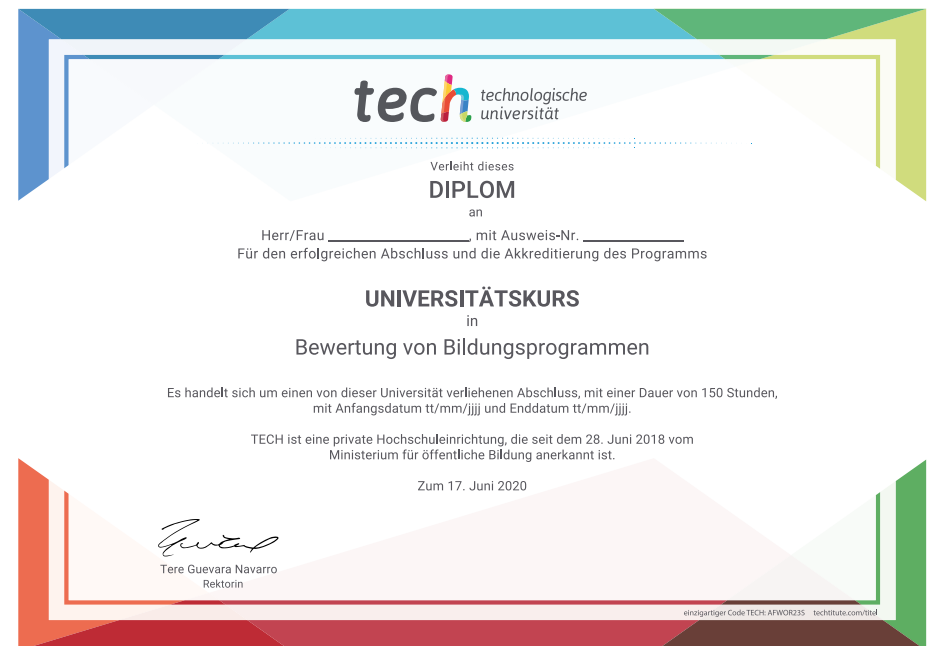 tech technologische
universität
Verleiht dieses
DIPLOM
an
Herr/Frau ____________________, mit Ausweis-Nr. ______________
Für den erfolgreichen Abschluss und die Akkreditierung des Programms
UNIVERSITÄTSKURS
in
Bewertung von Bildungsprogrammen
Es handelt sich um einen von dieser Universität verliehenen Abschluss, mit einer Dauer von 150 Stunden,
mit Anfangsdatum tt/mm/jjjj und Enddatum tt/mm/jjjj.
TECH ist eine private Hochschuleinrichtung, die seit dem 28. Juni 2018 vom
Ministerium für öffentliche Bildung anerkannt ist.
Zum 17. Juni 2020
Tere Guevara Navarro
Rektorin
einzigartiger Code TECH: AFWOR23S techtitute.com/titel